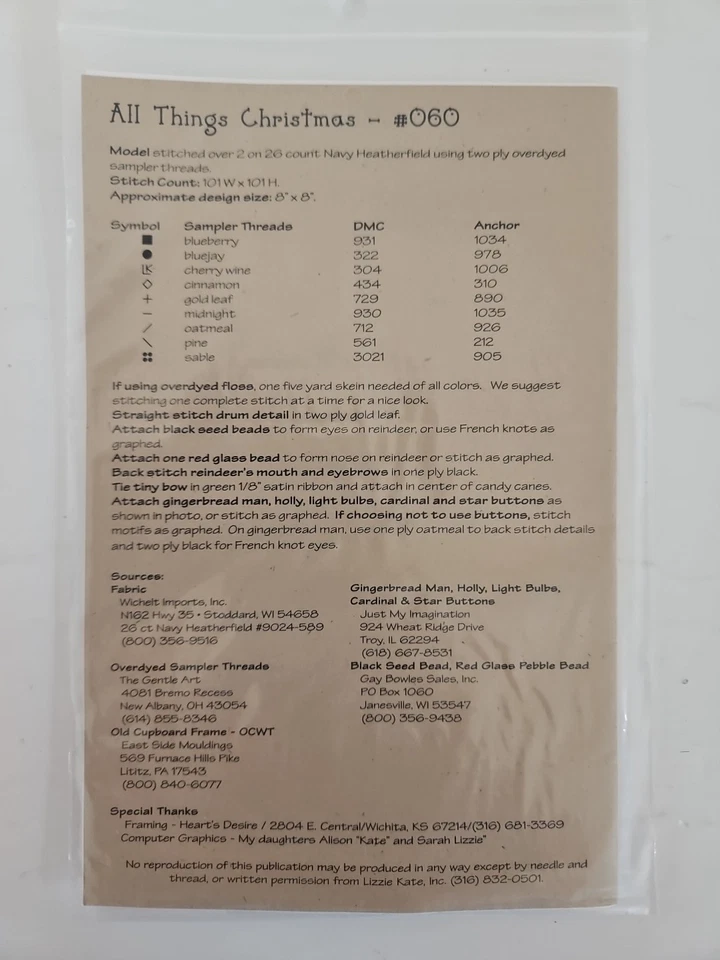 All Things Christmas - #060
Model stitched over 2 on 26 count Navy Heatherfield using two ply overdyed
sampler threads.
Stitch Count: 101 W x 101 H.
Approximate design size: 8" x 8".
Symbol Sampler Threads DMC Anchor
■ blueberry 931 1034
● bluejay 322 978
LK cherry wine 304 1006
◇ cinnamon 434 310
+ gold leaf 729 890
— midnight 930 1035
/ oatmeal 712 926
\ pine 561 212
sable 3021 905
If using overdyed floss, one five yard skein needed of all colors. We suggest
stitching one complete stitch at a time for a nice look.
Straight stitch drum detail in two ply gold leaf.
Attach black seed beads to form eyes on reindeer, or use French knots as
graphed.
Attach one red glass bead to form nose on reindeer or stitch as graphed.
Back stitch reindeer's mouth and eyebrows in one ply black.
Tie tiny bow in green 1/8" satin ribbon and attach in center of candy canes.
Attach gingerbread man, holly, light bulbs, cardinal and star buttons as
shown in photo, or stitch as graphed. If choosing not to use buttons, stitch
motifs as graphed. On gingerbread man, use one ply oatmeal to back stitch details
and two ply black for French knot eyes.
Sources:
Fabric
Wichelt Imports, Inc.
N162 Hwy 35 • Stoddard, WI 54658
26 ct Navy Heatherfield #9024-589
(800) 356-9516
Overdyed Sampler Threads
The Gentle Art
4081 Bremo Recess
New Albany, OH 43054
(614) 855-8346
Old Cupboard Frame - OCWT
East Side Mouldings
569 Furnace Hills Pike
Lititz, PA 17543
(800) 840-6077
Gingerbread Man, Holly, Light Bulbs,
Cardinal & Star Buttons
Just My Imagination
924 Wheat Ridge Drive
Troy, IL 62294
(618) 667-8531
Black Seed Bead, Red Glass Pebble Bead
Gay Bowles Sales, Inc.
PO Box 1060
Janesville, WI 53547
(800) 356-9438
Special Thanks
Framing - Heart's Desire / 2804 E. Central/Wichita, KS 67214/(316) 681-3369
Computer Graphics - My daughters Alison "Kate" and Sarah Lizzie"
No reproduction of this publication may be produced in any way except by needle and
thread, or written permission from Lizzie Kate, Inc. (316) 832-0501.